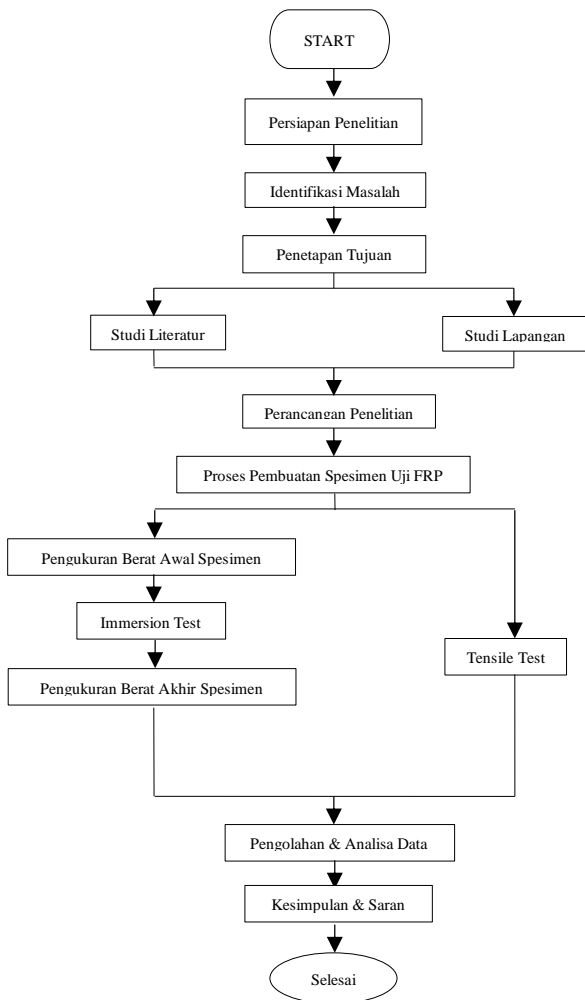 START
Persiapan Penelitian
Identifikasi Masalah
Penetapan Tujuan
Studi Literatur
Studi Lapangan
Perancangan Penelitian
Proses Pembuatan Spesimen Uji FRP
Pengukuran Berat Awal Spesimen
Immersion Test
Tensile Test
Pengukuran Berat Akhir Spesimen
Pengolahan & Analisa Data
Kesimpulan & Saran
Selesai